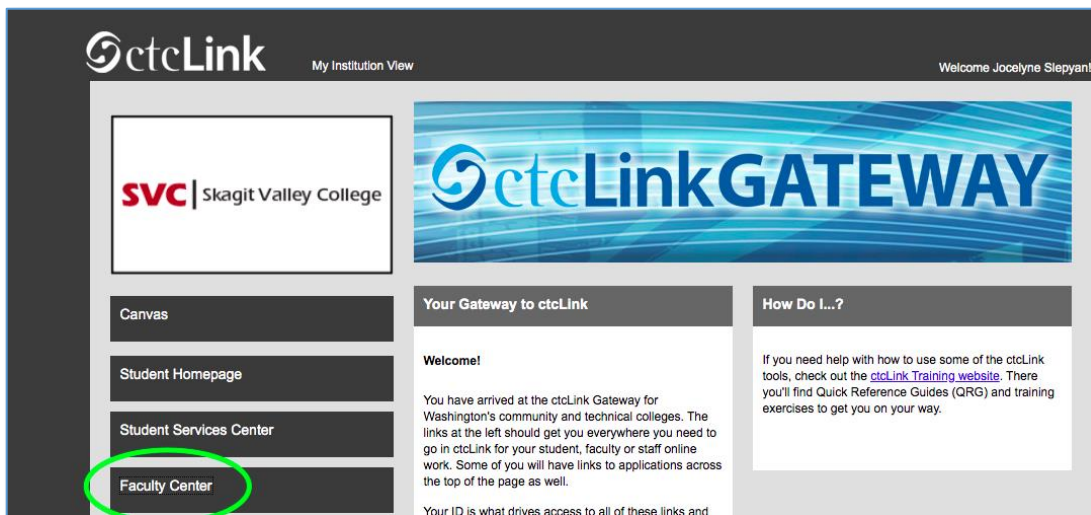 ctcLink
My Institution View
Welcome Jocelyne Slepyan!
SVC | Skagit Valley College
ctcLinkGATEWAY
Canvas
Student Homepage
Student Services Center
Faculty Center
Your Gateway to ctcLink
Welcome!
You have arrived at the ctcLink Gateway for
Washington's community and technical colleges. The
links at the left should get you everywhere you need to
go in ctcLink for your student, faculty or staff online
work. Some of you will have links to applications across
the top of the page as well.
Your ID is what drives access to all of these links and
How Do I...?
If you need help with how to use some of the ctcLink
tools, check out the ctcLink Training website. There
you'll find Quick Reference Guides (QRG) and training
exercises to get you on your way.